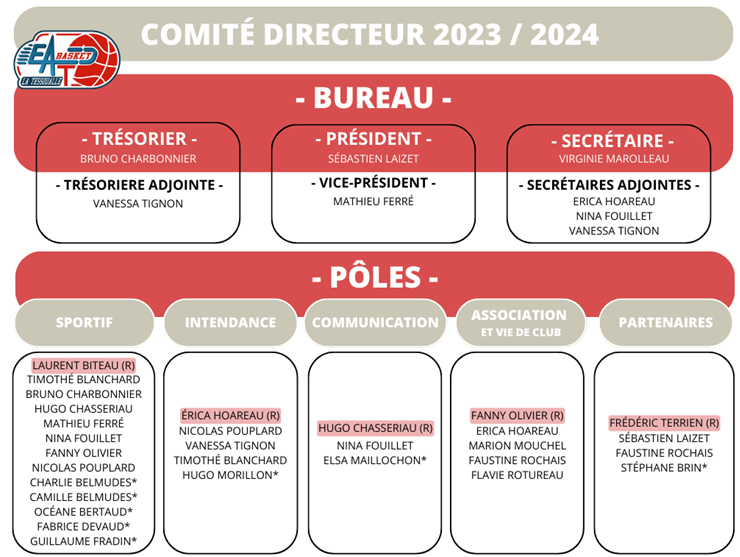 COMITÉ DIRECTEUR 2023 / 2024
EAT
BASKET
LA TESSOUALLE
- BUREAU -
- TRÉSORIER -
BRUNO CHARBONNIER
- TRÉSORIERE ADJOINTE -
VANESSA TIGNON
- PRÉSIDENT -
SÉBASTIEN LAIZET
- VICE-PRÉSIDENT -
MATHIEU FERRÉ
- SECRÉTAIRE -
VIRGINIE MAROLLEAU
- SECRÉTAIRES ADJOINTES -
ERICA HOAREAU
NINA FOUILLET
VANESSA TIGNON
- PÔLES -
SPORTIF
LAURENT BITEAU (R)
TIMOTHÉ BLANCHARD
BRUNO CHARBONNIER
HUGO CHASSERIAU
MATHIEU FERRÉ
NINA FOUILLET
FANNY OLIVIER
NICOLAS POUPLARD
CHARLIE BELMUDES*
CAMILLE BELMUDES*
OCÉANE BERTAUD*
FABRICE DEVAUD*
GUILLAUME FRADIN*
INTENDANCE
ÉRICA HOAREAU (R)
NICOLAS POUPLARD
VANESSA TIGNON
TIMOTHÉ BLANCHARD
HUGO MORILLON*
COMMUNICATION
HUGO CHASSERIAU (R)
NINA FOUILLET
ELSA MAILLOCHON*
ASSOCIATION
ET VIE DE CLUB
FANNY OLIVIER (R)
ERICA HOAREAU
MARION MOUCHEL
FAUSTINE ROCHAIS
FLAVIE ROTUREAU
PARTENAIRES
FRÉDÉRIC TERRIEN (R)
SÉBASTIEN LAIZET
FAUSTINE ROCHAIS
STÉPHANE BRIN*